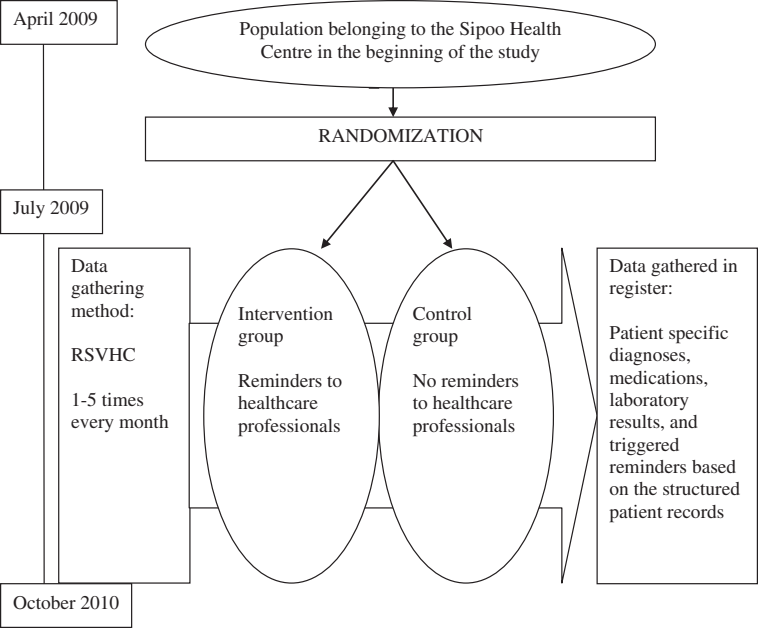 April 2009
Population belonging to the Sipoo Health
Centre in the beginning of the study
RANDOMIZATION
July 2009
Data
gathering
method:
RSVHC
1-5 times
every month
Intervention
group
Reminders to
healthcare
professionals
Control
group
No reminders
to healthcare
professionals
Data gathered in
register:
Patient specific
diagnoses,
medications,
laboratory
results, and
triggered
reminders based
on the structured
patient records
October 2010